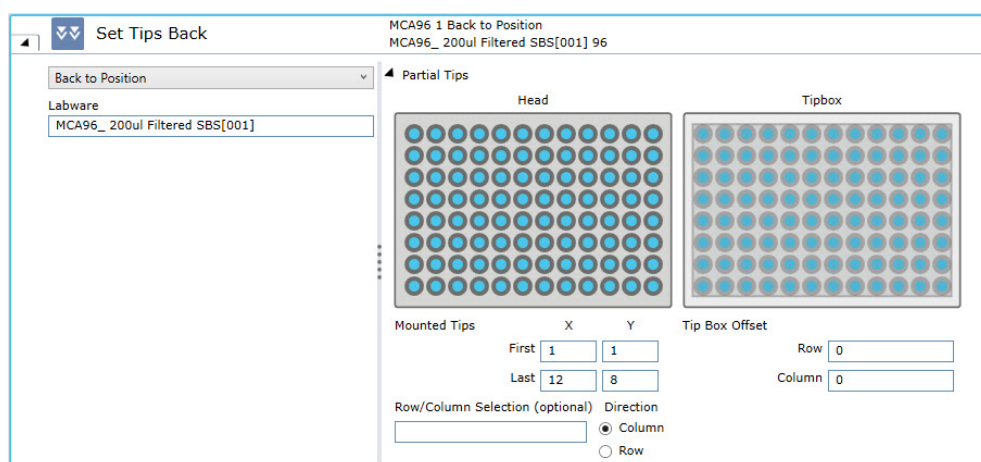 Set Tips Back
MCA96 1 Back to Position
MCA96_ 200ul Filtered SBS[001] 96
Back to Position
Labware
MCA96_ 200ul Filtered SBS[001]
Partial Tips
Head
Tipbox
Mounted Tips X Y
First 1 1
Last 12 8
Tip Box Offset
Row 0
Column 0
Row/Column Selection (optional)
Direction
Column
Row